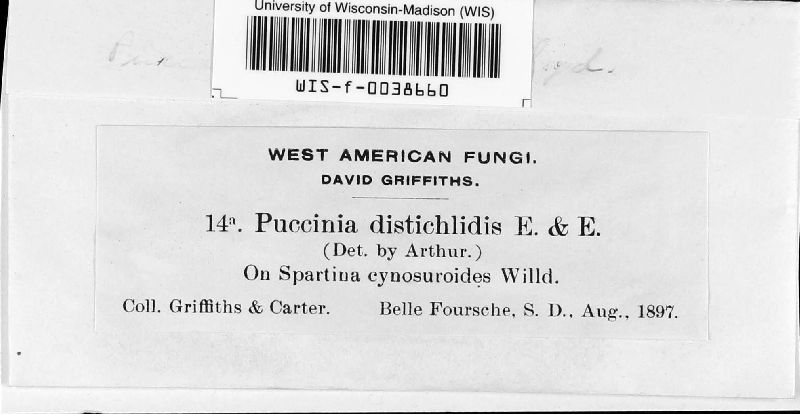 University of Wisconsin-Madison (WIS)
WIS-f-0038660
WEST AMERICAN FUNGI.
DAVID GRIFFITHS.
14ª. Puccinia distichlidis E. & E.
(Det. by Arthur.)
On Spartina cynosuroides Willd.
Coll. Griffiths & Carter. Belle Foursche, S. D., Aug., 1897.